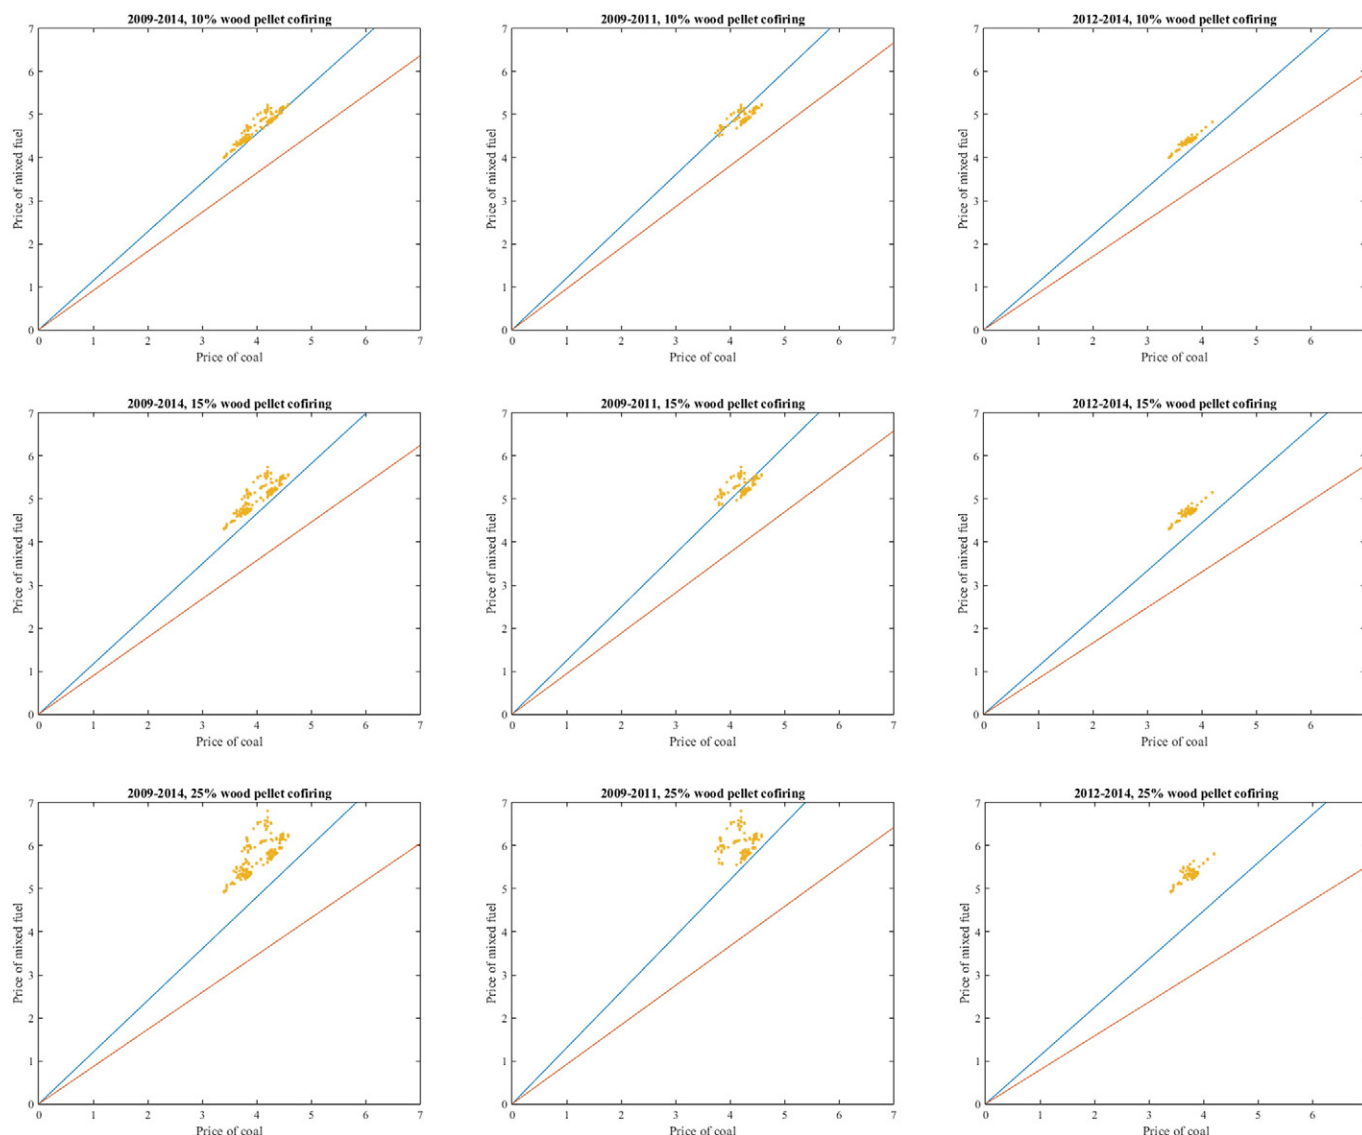 2009-2014, 10% wood pellet cofiring
7
6
5
4
3
2
1
0
Price of mixed fuel
0 1 2 3 4 5 6 7
Price of coal
2009-2011, 10% wood pellet cofiring
7
6
5
4
3
2
1
0
Price of mixed fuel
0 1 2 3 4 5 6 7
Price of coal
2012-2014, 10% wood pellet cofiring
7
6
5
4
3
2
1
0
Price of mixed fuel
0 1 2 3 4 5 6
Price of coal
2009-2014, 15% wood pellet cofiring
7
6
5
4
3
2
1
0
Price of mixed fuel
0 1 2 3 4 5 6 7
Price of coal
2009-2011, 15% wood pellet cofiring
7
6
5
4
3
2
1
0
Price of mixed fuel
0 1 2 3 4 5 6 7
Price of coal
2012-2014, 15% wood pellet cofiring
7
6
5
4
3
2
1
0
Price of mixed fuel
0 1 2 3 4 5 6
Price of coal
2009-2014, 25% wood pellet cofiring
7
6
5
4
3
2
1
0
Price of mixed fuel
0 1 2 3 4 5 6 7
Price of coal
2009-2011, 25% wood pellet cofiring
7
6
5
4
3
2
1
0
Price of mixed fuel
0 1 2 3 4 5 6 7
Price of coal
2012-2014, 25% wood pellet cofiring
7
6
5
4
3
2
1
0
Price of mixed fuel
0 1 2 3 4 5 6
Price of coal